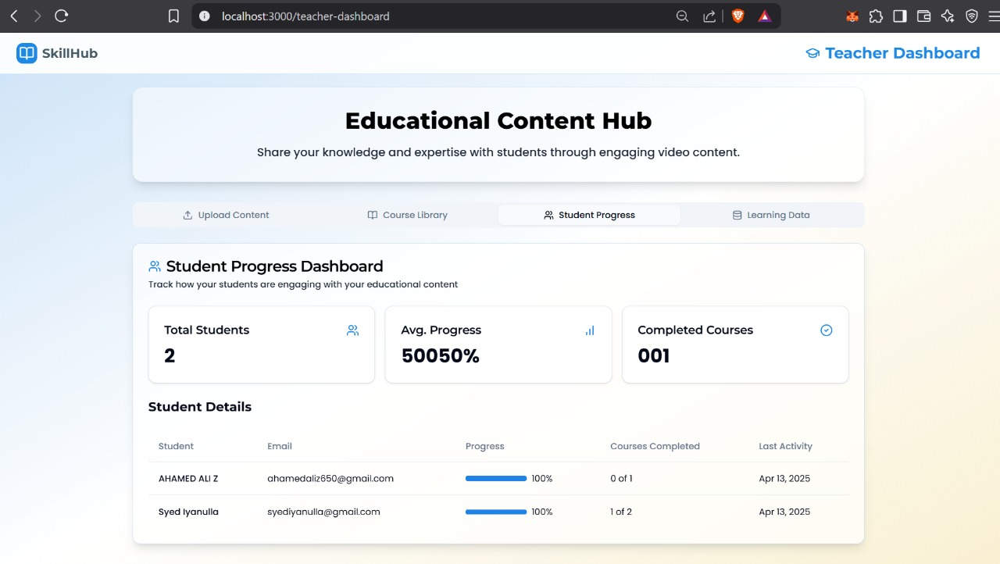 localhost:3000/teacher-dashboard
SkillHub
Teacher Dashboard
Educational Content Hub
Share your knowledge and expertise with students through engaging video content.
Upload Content Course Library Student Progress Learning Data
Student Progress Dashboard
Track how your students are engaging with your educational content
Total Students Avg. Progress Completed Courses
2 50050% 001
Student Details
Student Email Progress Courses Completed Last Activity
AHAMED ALI Z ahamedaliz650@gmail.com 100% 0 of 1 Apr 13, 2025
Syed Iyanulla syediyanulla@gmail.com 100% 1 of 2 Apr 13, 2025